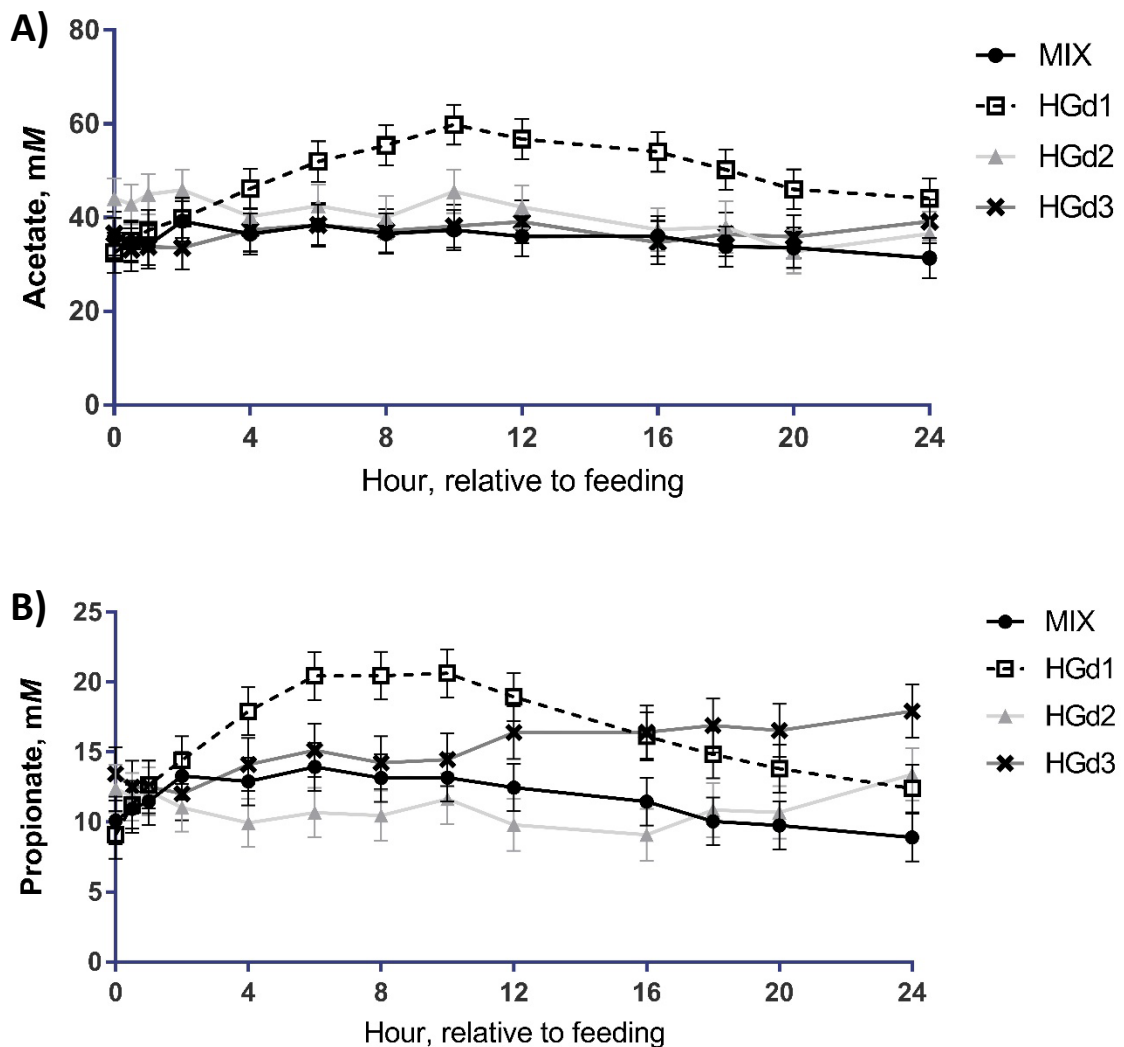 A)
80
60
40
20
0
Acetate, mM
0 4 8 12 16 20 24
Hour, relative to feeding
MIX
HGd1
HGd2
HGd3
B)
25
20
15
10
5
0
Propionate, mM
0 4 8 12 16 20 24
Hour, relative to feeding
MIX
HGd1
HGd2
HGd3